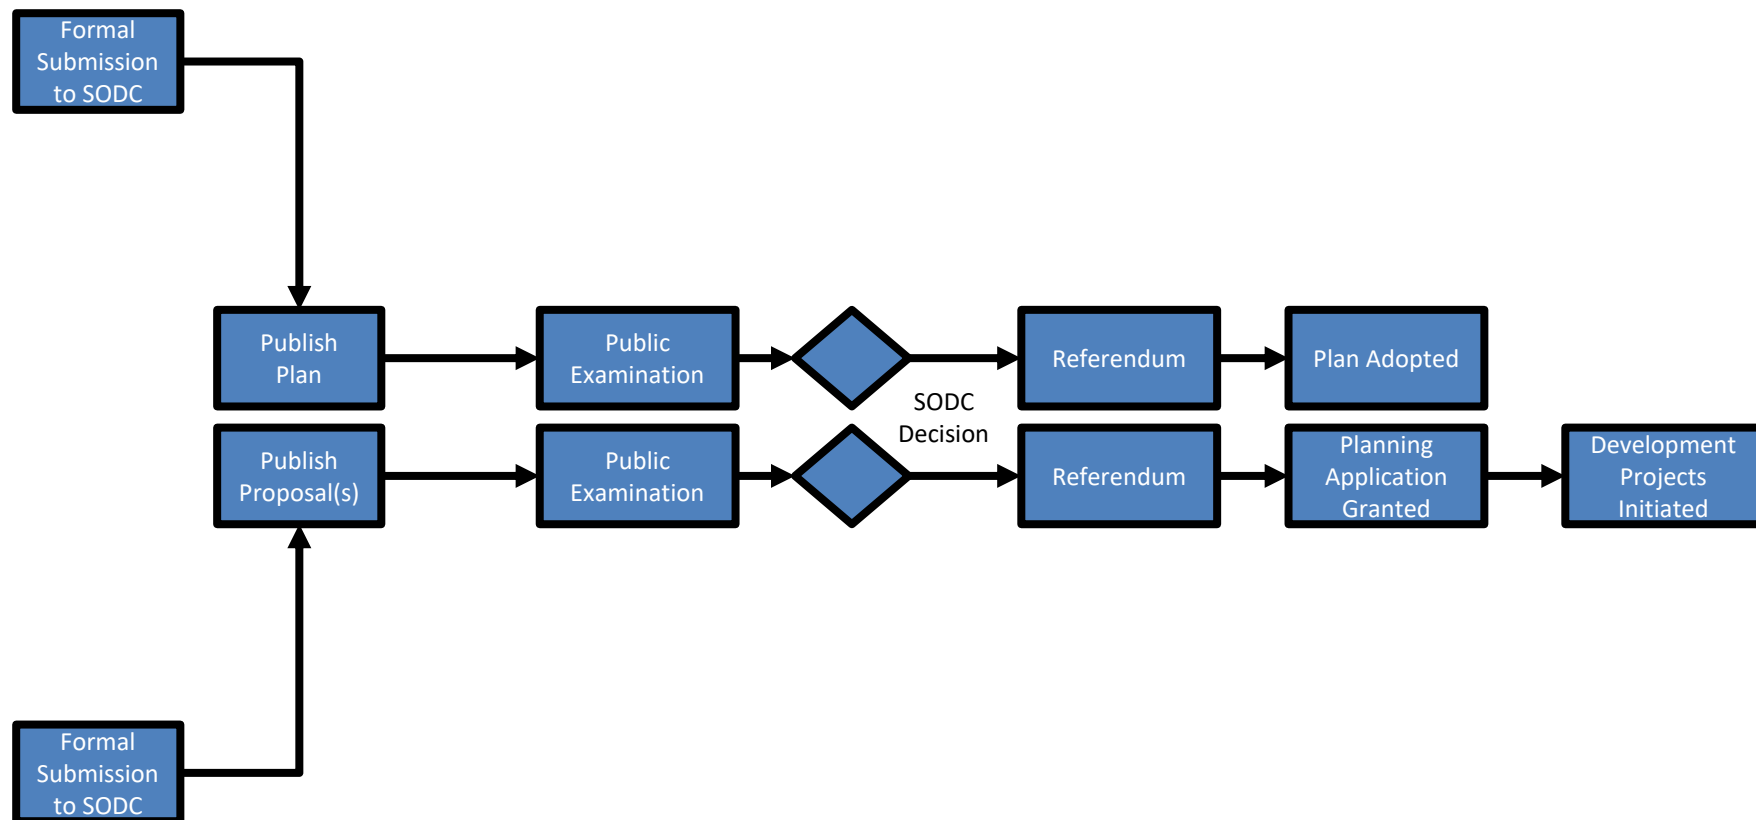 Formal
Submission
to SODC
Publish
Plan
Public
Examination
Referendum
Plan Adopted
SODC
Decision
Publish
Proposal(s)
Public
Examination
Referendum
Planning
Application
Granted
Development
Projects
Initiated
Formal
Submission
to SODC